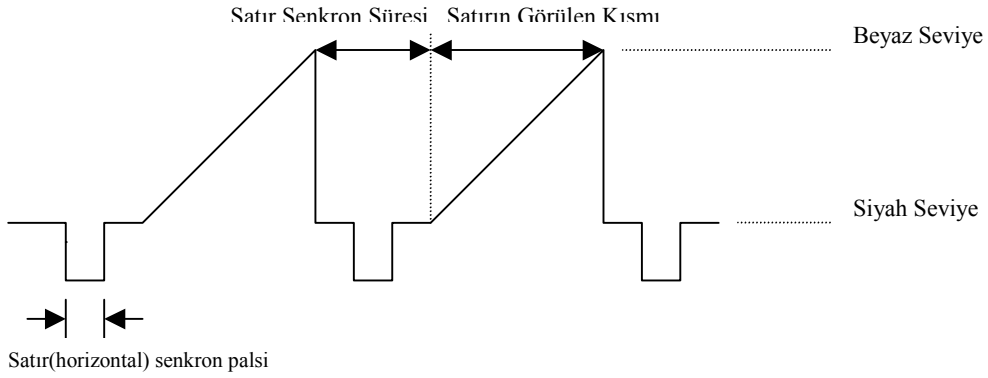 Satır Senkron Süresi
Satırın Görülen Kısmı
Beyaz Seviye
Siyah Seviye
Satır(horizontal) senkron palsi